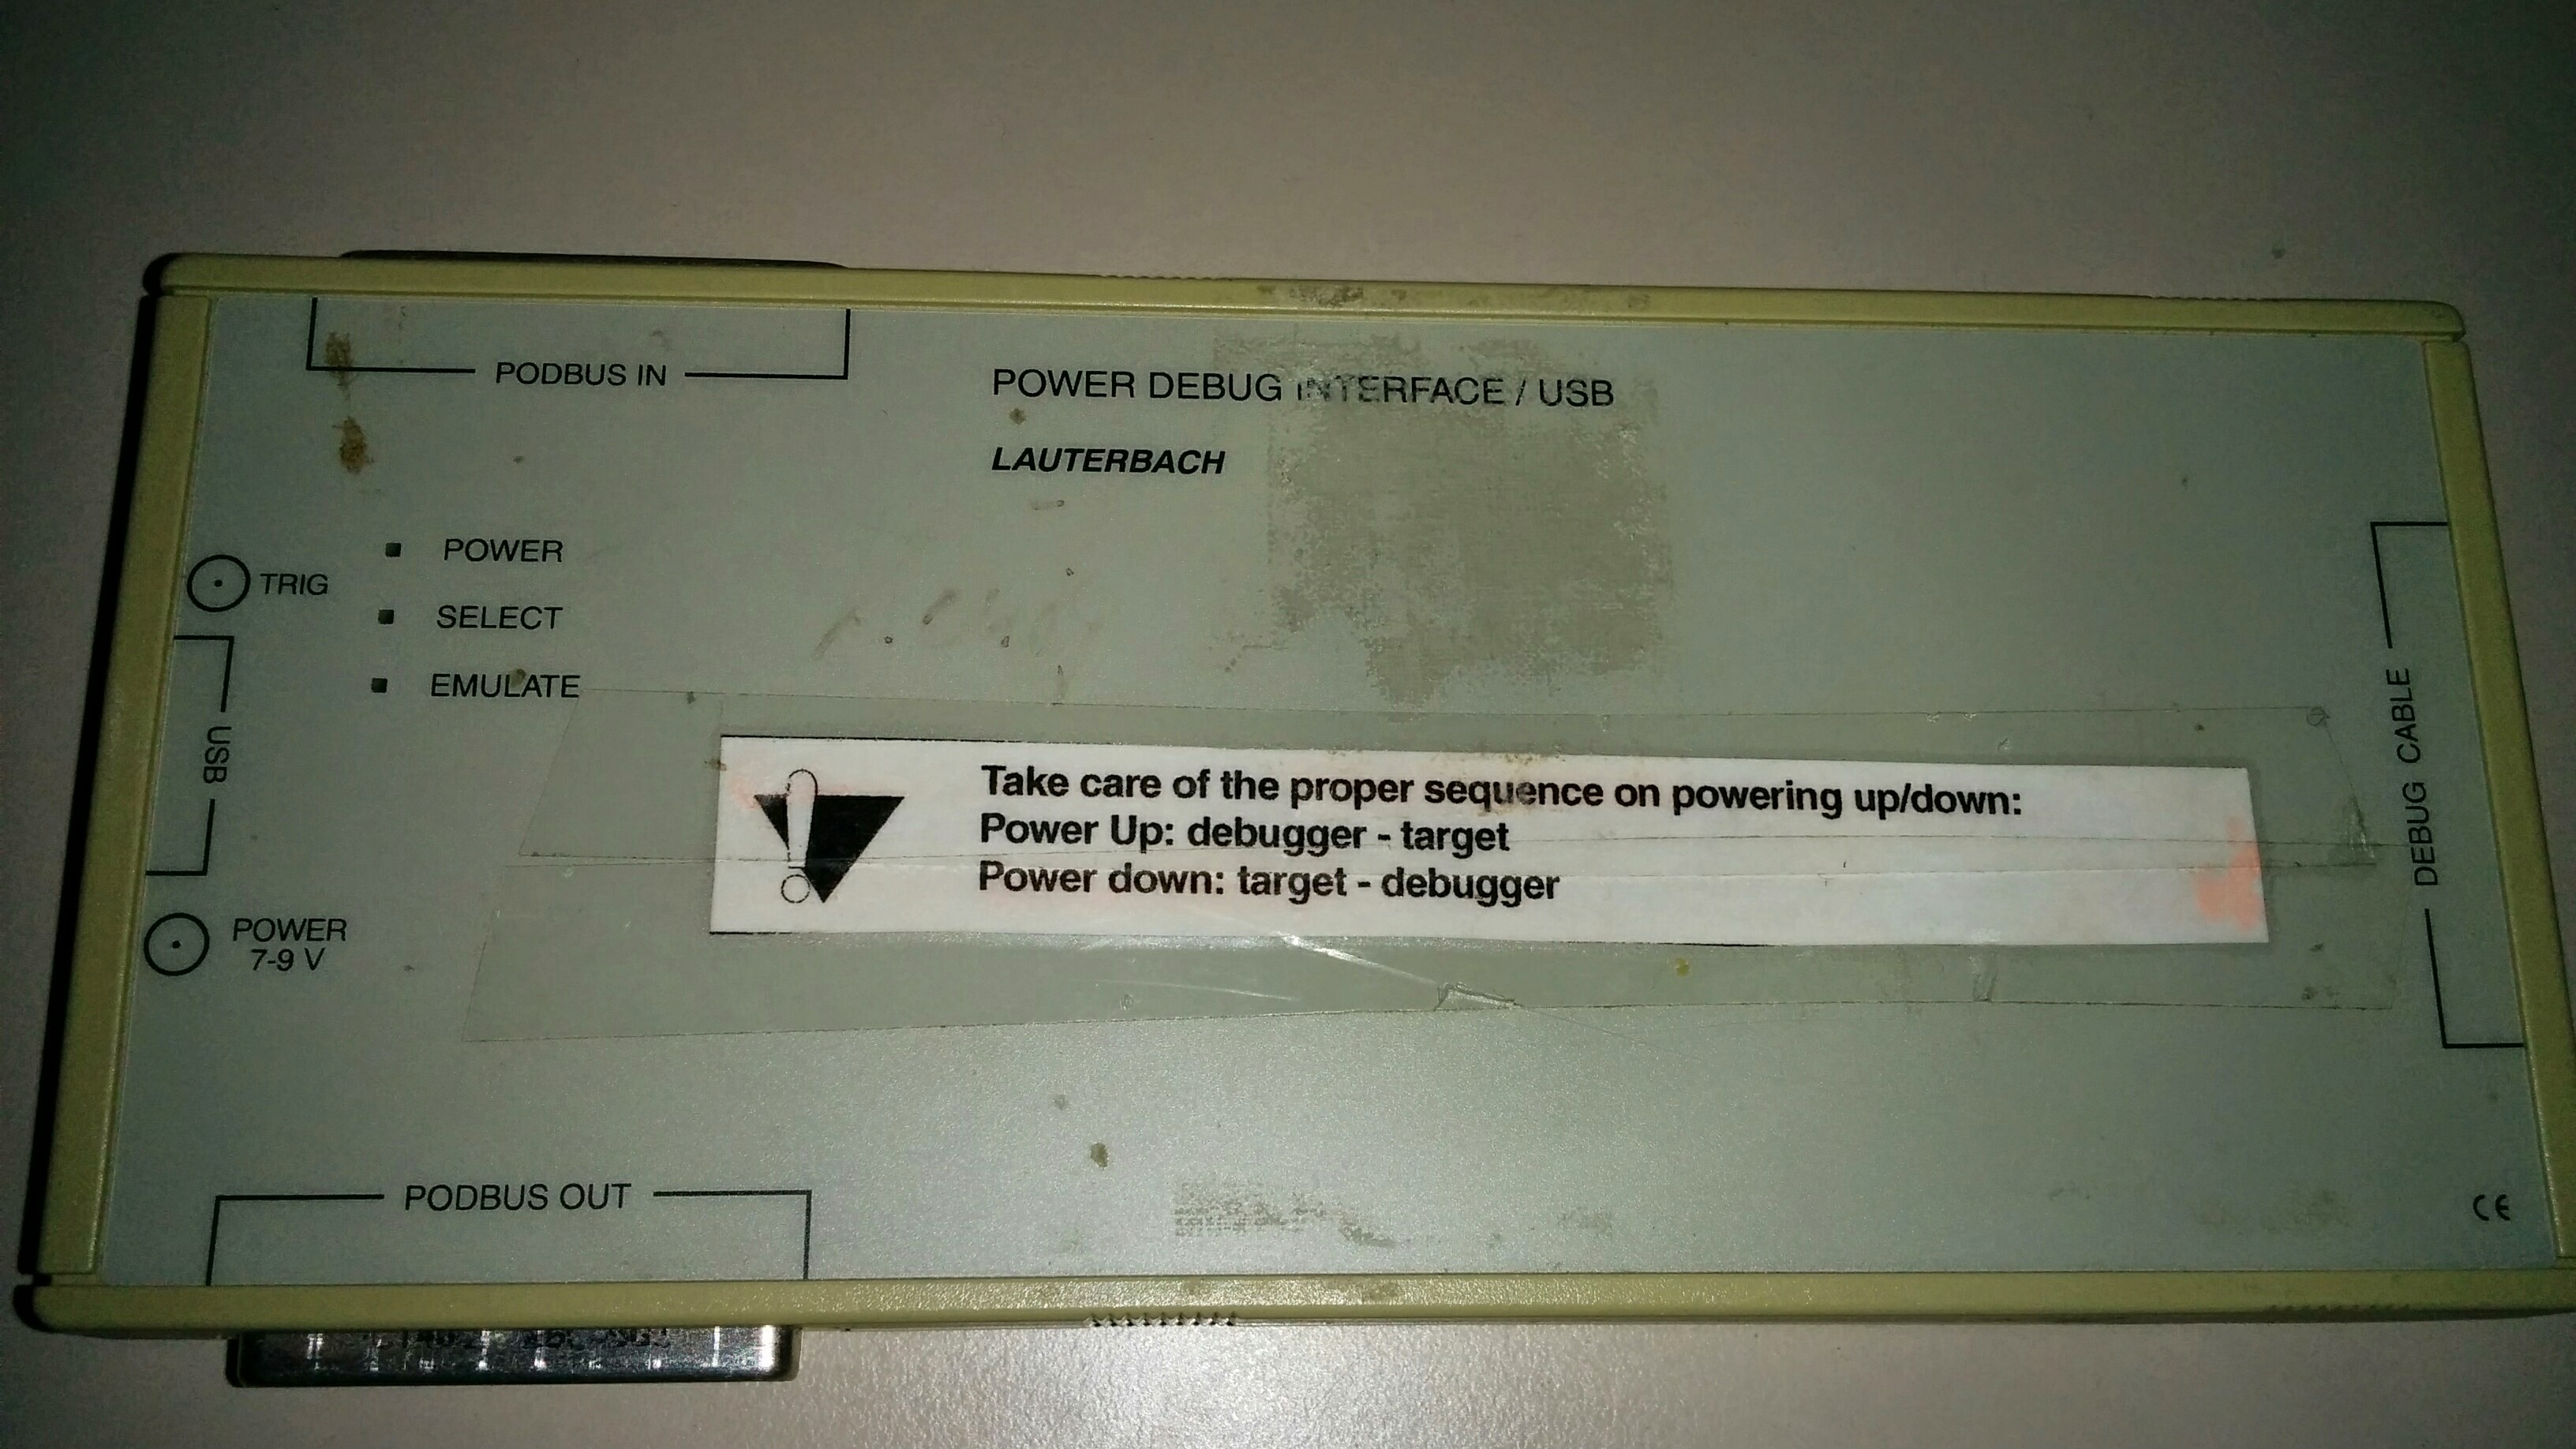 PODBUS IN
POWER DEBUG INTERFACE / USB
LAUTERBACH
POWER
TRIG
SELECT
EMULATE
USB
POWER
7-9 V
DEBUG CABLE
Take care of the proper sequence on powering up/down:
Power Up: debugger - target
Power down: target - debugger
PODBUS OUT
CE